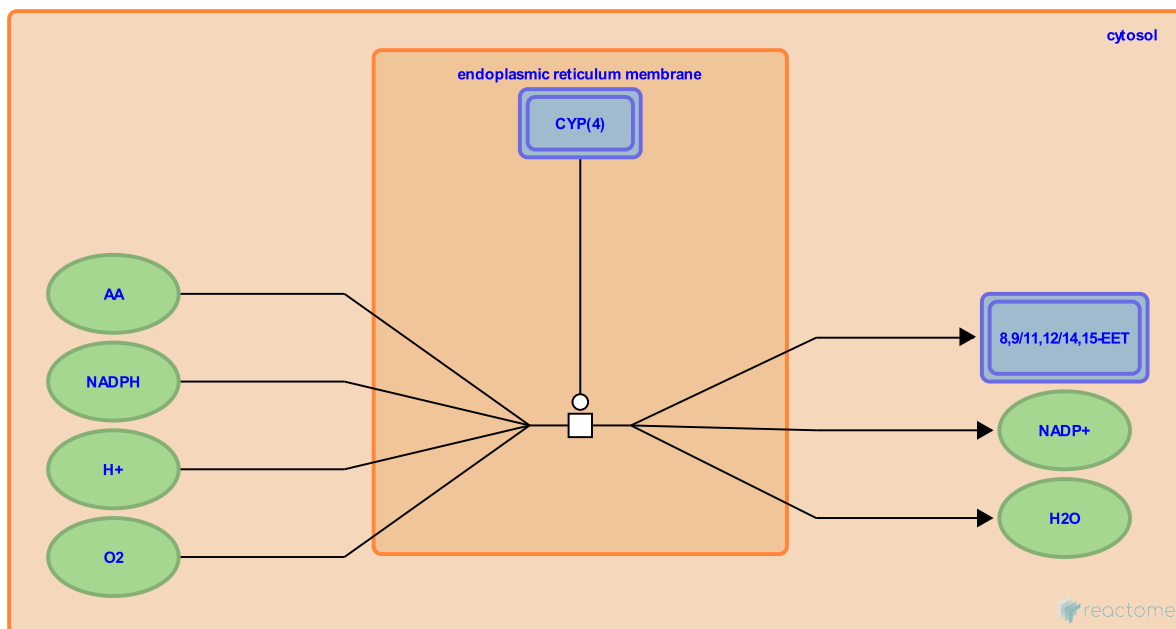 cytosol
endoplasmic reticulum membrane
CYP(4)
AA
NADPH
H+
O2
8,9/11,12/14,15-EET
NADP+
H2O
reactome